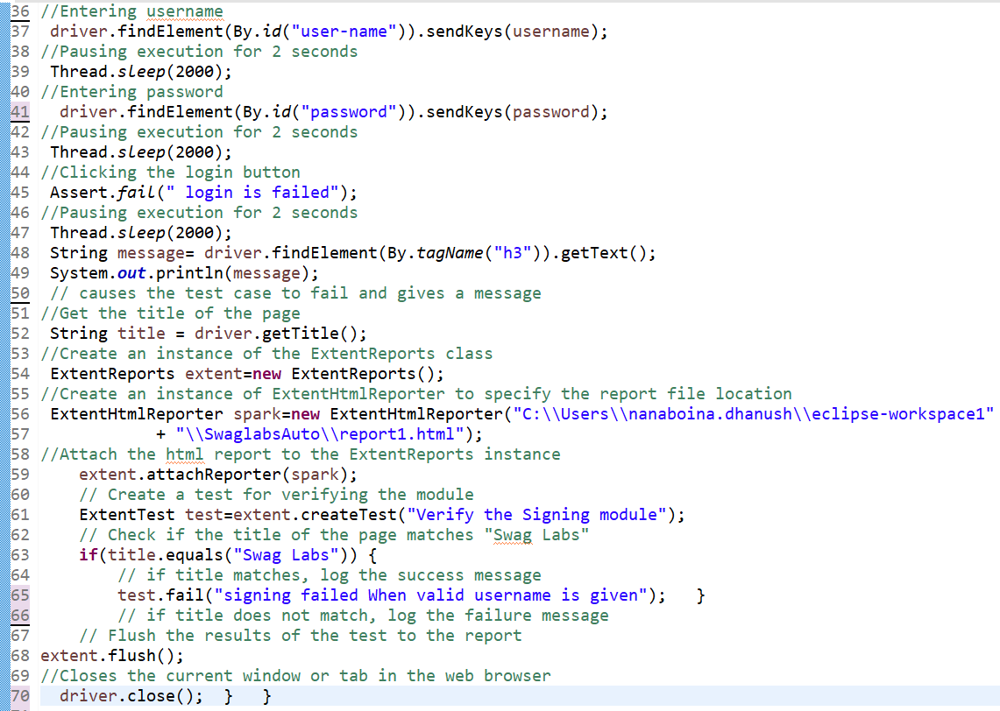 36 //Entering username
37 driver.findElement(By.id("user-name")).sendKeys(username);
38 //Pausing execution for 2 seconds
39 Thread.sleep(2000);
40 //Entering password
41 driver.findElement(By.id("password")).sendKeys(password);
42 //Pausing execution for 2 seconds
43 Thread.sleep(2000);
44 //Clicking the login button
45 Assert.fail(" login is failed");
46 //Pausing execution for 2 seconds
47 Thread.sleep(2000);
48 String message= driver.findElement(By.tagName("h3")).getText();
49 System.out.println(message);
50 // causes the test case to fail and gives a message
51 //Get the title of the page
52 String title = driver.getTitle();
53 //Create an instance of the ExtentReports class
54 ExtentReports extent=new ExtentReports();
55 //Create an instance of ExtentHtmlReporter to specify the report file location
56 ExtentHtmlReporter spark=new ExtentHtmlReporter("C:\\Users\\nanaboina.dhanush\\eclipse-workspace1"
57 + "\\SwaglabsAuto\\report1.html");
58 //Attach the html report to the ExtentReports instance
59 extent.attachReporter(spark);
60 // Create a test for verifying the module
61 ExtentTest test=extent.createTest("Verify the Signing module");
62 // Check if the title of the page matches "Swag Labs"
63 if(title.equals("Swag Labs")) {
64 // if title matches, log the success message
65 test.fail("signing failed When valid username is given"); }
66 // if title does not match, log the failure message
67 // Flush the results of the test to the report
68 extent.flush();
69 //Closes the current window or tab in the web browser
70 driver.close(); } }